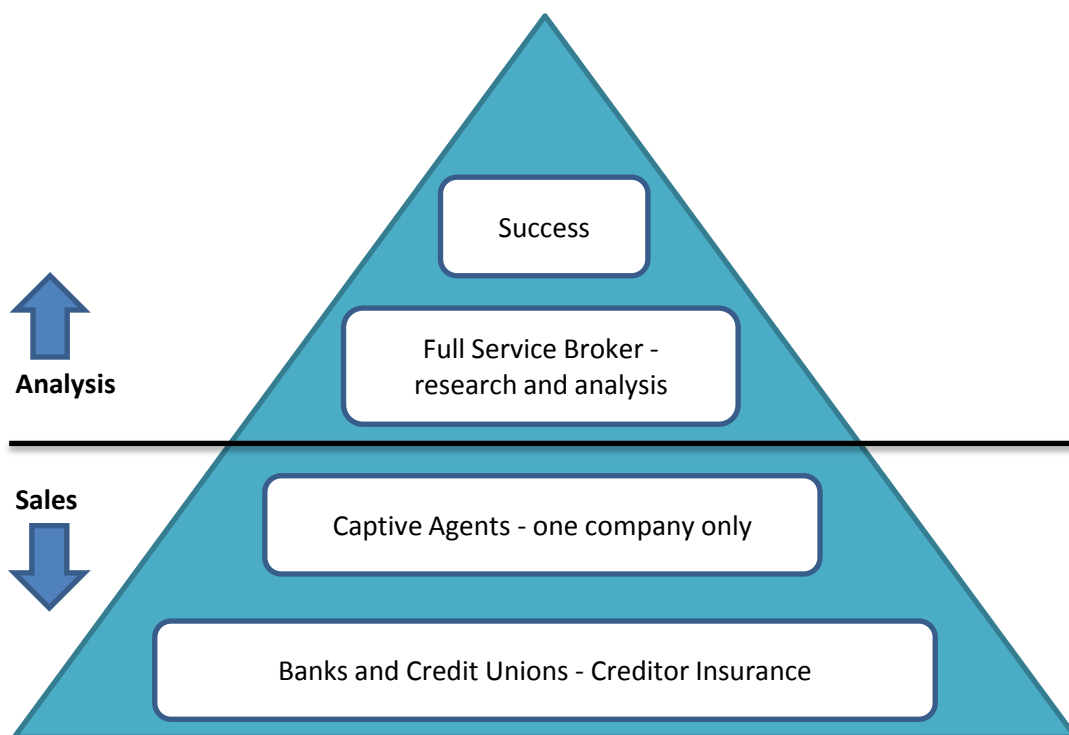 Success
Full Service Broker -
research and analysis
Analysis
Sales
Captive Agents - one company only
Banks and Credit Unions - Creditor Insurance